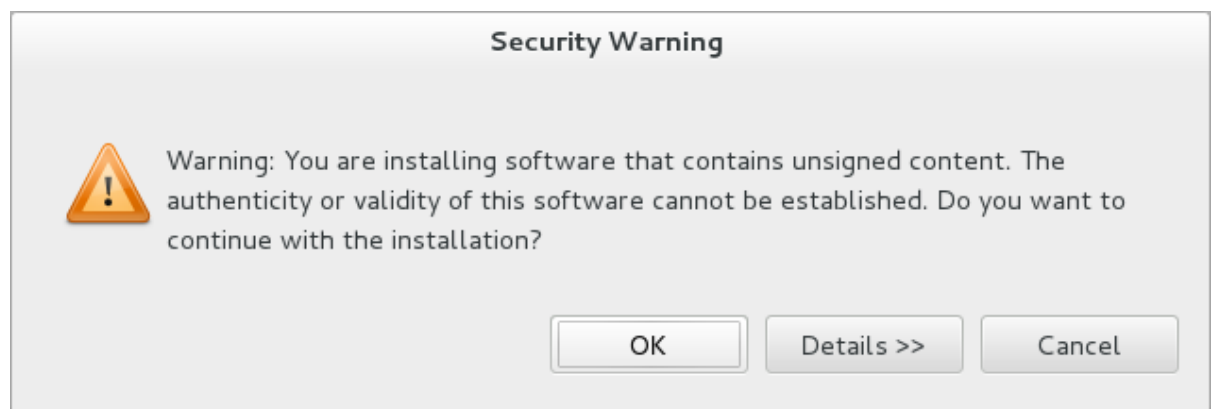 Security Warning
Warning: You are installing software that contains unsigned content. The
authenticity or validity of this software cannot be established. Do you want to
continue with the installation?
OK
Details >>
Cancel